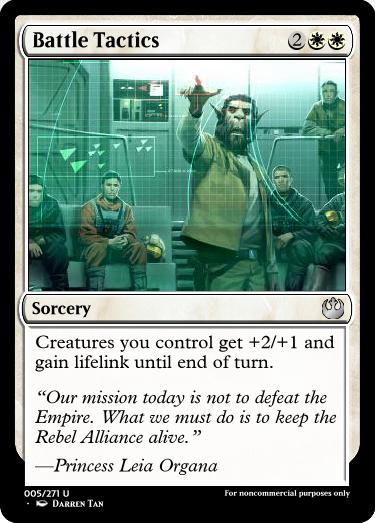 Battle Tactics 2
Sorcery
Creatures you control get +2/+1 and
gain lifelink until end of turn.
“Our mission today is not to defeat the
Empire. What we must do is to keep the
Rebel Alliance alive.”
—Princess Leia Organa
005/271 U For noncommercial purposes only
· Darren Tan